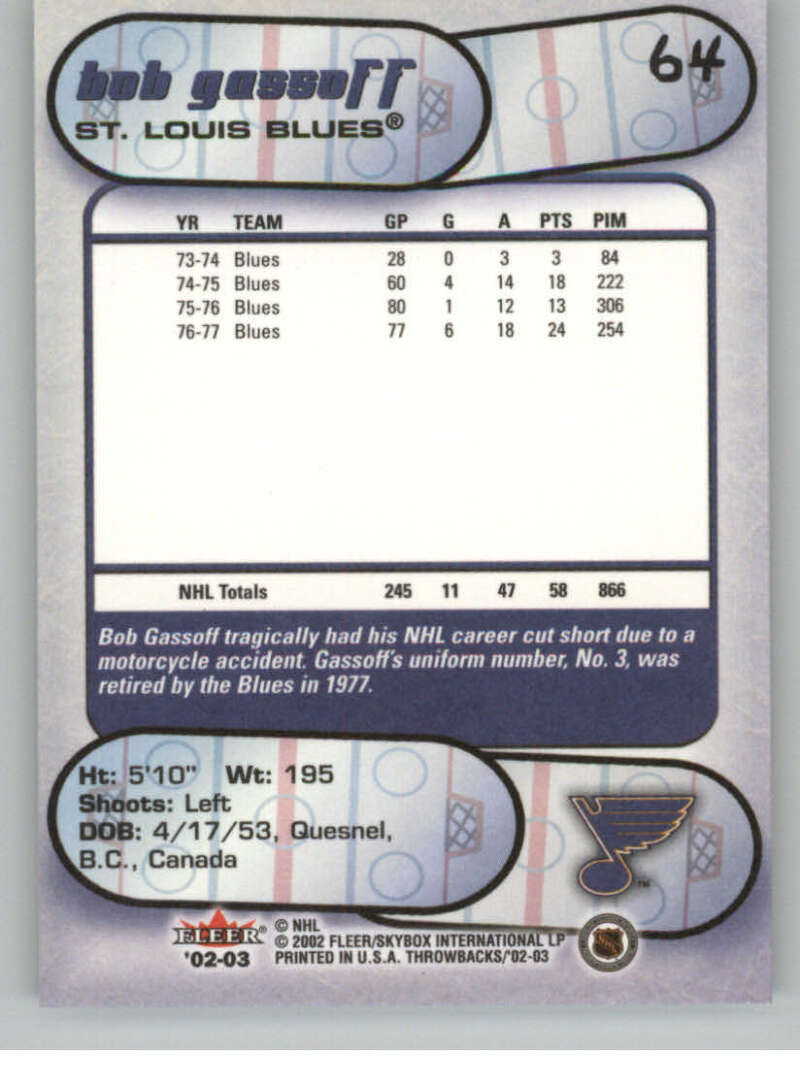 bob gassoff
64
ST. LOUIS BLUES®
YR TEAM GP G A PTS PIM
73-74 Blues 28 0 3 3 84
74-75 Blues 60 4 14 18 222
75-76 Blues 80 1 12 13 306
76-77 Blues 77 6 18 24 254
NHL Totals 245 11 47 58 866
Bob Gassoff tragically had his NHL career cut short due to a
motorcycle accident. Gassoff's uniform number, No. 3, was
retired by the Blues in 1977.
Ht: 5'10" Wt: 195
Shoots: Left
DOB: 4/17/53, Quesnel,
B.C., Canada
TM
FLEER®
'02-03
© NHL
© 2002 FLEER/SKYBOX INTERNATIONAL LP
PRINTED IN U.S.A. THROWBACKS/'02-03